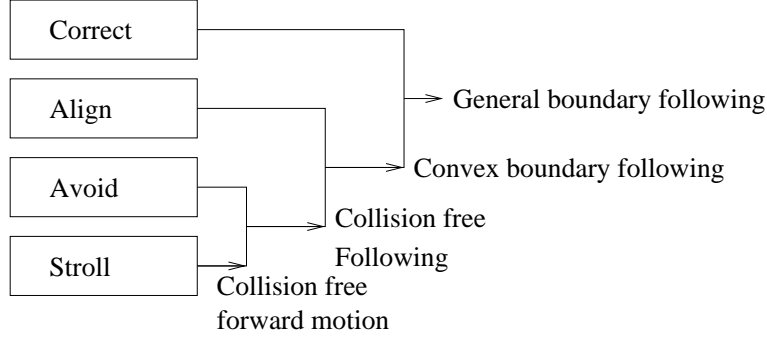 Correct
General boundary following
Align
Convex boundary following
Avoid
Collision free
Following
Stroll
Collision free
forward motion